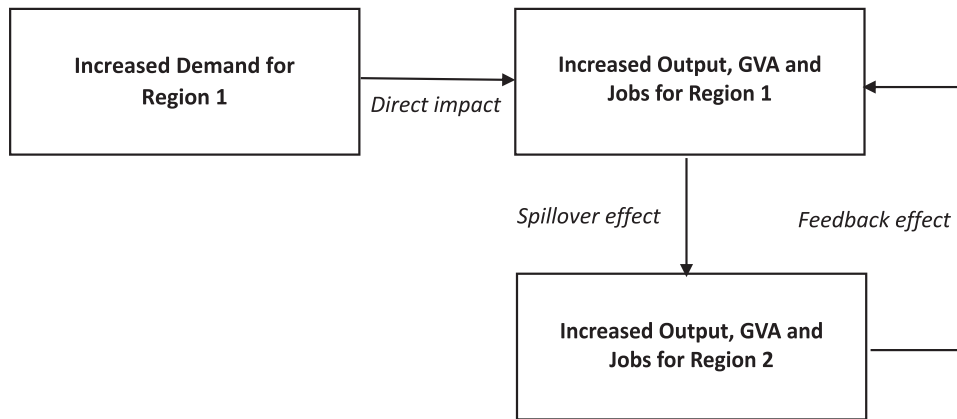 Increased Demand for
Region 1
Direct impact
Increased Output, GVA and
Jobs for Region 1
Spillover effect
Feedback effect
Increased Output, GVA and
Jobs for Region 2